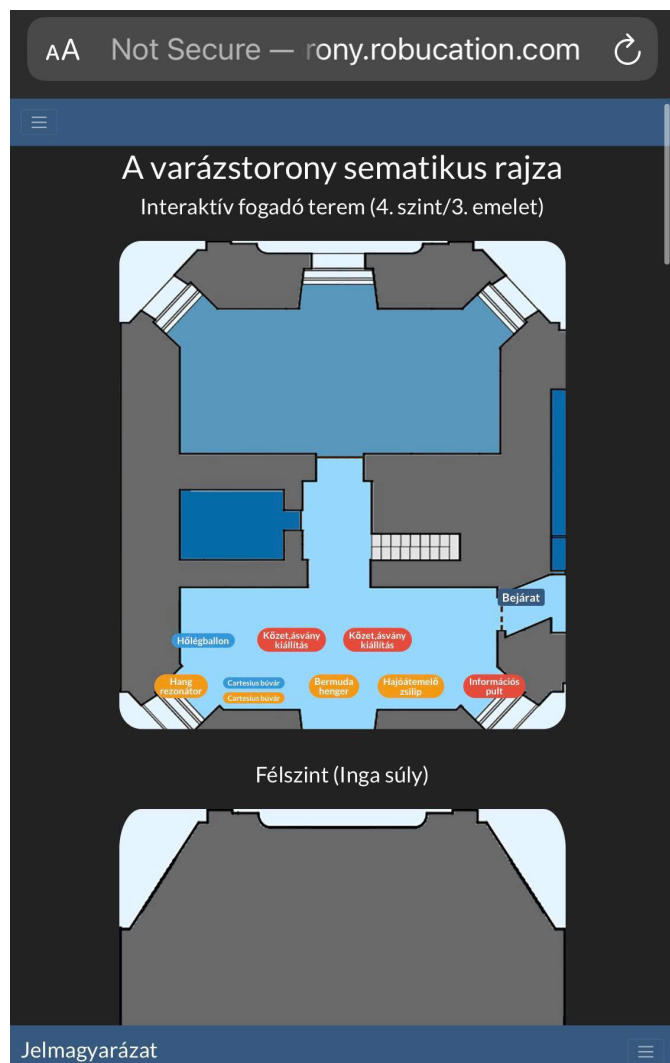 AA Not Secure — rony.robucation.com
A varázstorony sematikus rajza
Interaktív fogadó terem (4. szint/3. emelet)
Bejárat
Hőlégballon
Kőzet,ásvány
kiállítás
Kőzet,ásvány
kiállítás
Hang
rezonátor
Cartesius búvár
Cartesius búvár
Bermuda
henger
Hajóátemelő
zsilip
Információs
pult
Félszint (Inga súly)
Jelmagyarázat